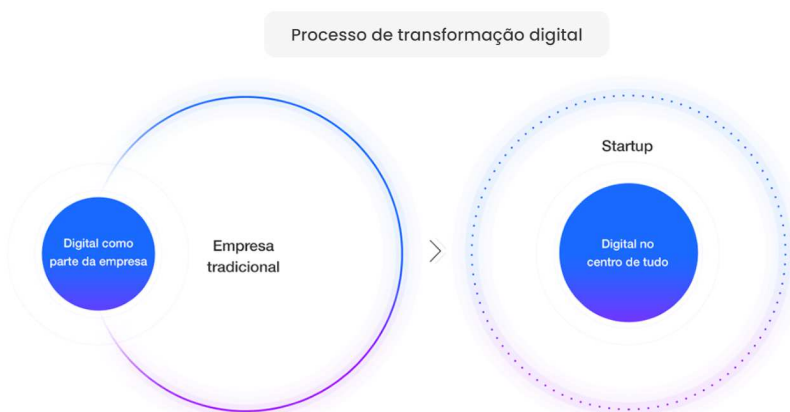 Processo de transformação digital
Startup
Digital como
parte da empresa
Empresa
tradicional
Digital no
centro de tudo